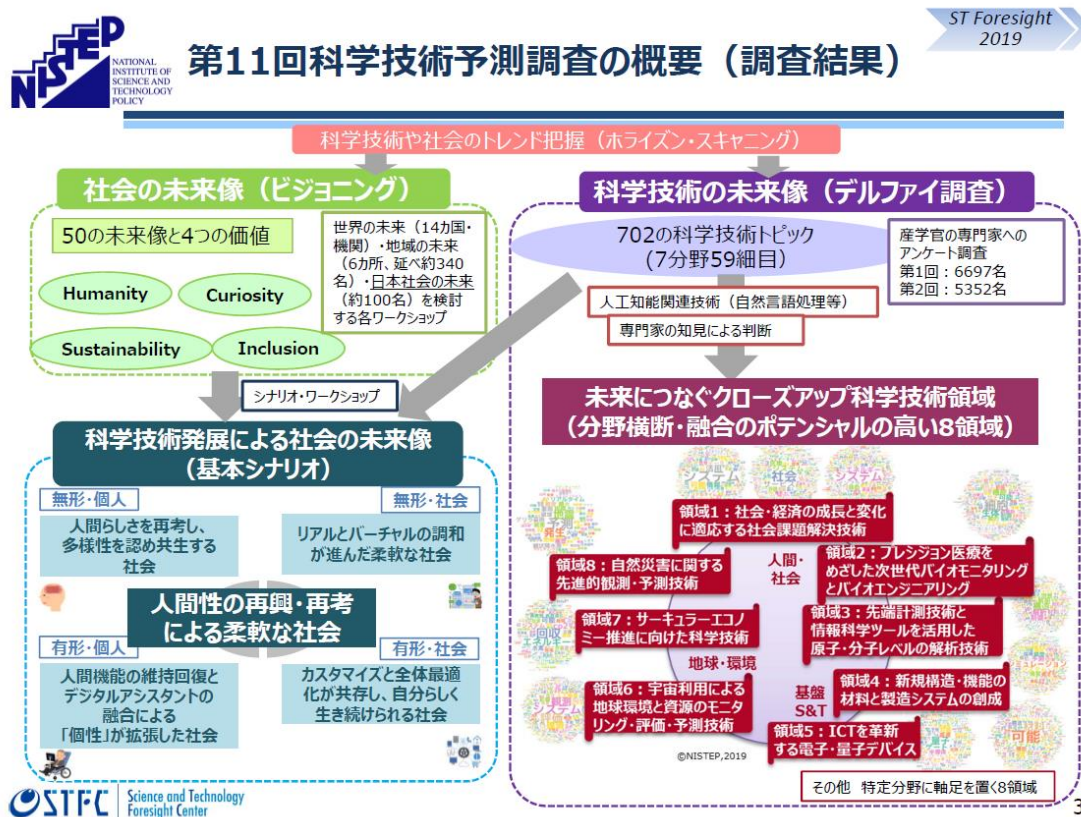 NISTEP
NATIONAL
INSTITUTE OF
SCIENCE AND
TECHNOLOGY
POLICY
第11回科学技術予測調査の概要（調査結果）
ST Foresight
2019
科学技術や社会のトレンド把握（ホライズン・スキャニング）
社会の未来像（ビジョニング）
50の未来像と4つの価値
世界の未来（14カ国・
機関）・地域の未来
（6カ所、延べ約340
名）・日本社会の未来
（約100名）を検討
する各ワークショップ
Humanity
Curiosity
Sustainability
Inclusion
シナリオ・ワークショップ
科学技術発展による社会の未来像
（基本シナリオ）
無形・個人
無形・社会
人間らしさを再考し、
多様性を認め共生する
社会
リアルとバーチャルの調和
が進んだ柔軟な社会
人間性の再興・再考
による柔軟な社会
有形・個人
有形・社会
人間機能の維持回復と
デジタルアシスタントの
融合による
「個性」が拡張した社会
カスタマイズと全体最適
化が共存し、自分らしく
生き続けられる社会
科学技術の未来像（デルファイ調査）
702の科学技術トピック
（7分野59細目）
産学官の専門家への
アンケート調査
第1回：6697名
第2回：5352名
人工知能関連技術（自然言語処理等）
専門家の知見による判断
未来につなぐクローズアップ科学技術領域
（分野横断・融合のポテンシャルの高い8領域）
システム
社会
システム
領域1：社会・経済の成長と変化
に適応する社会課題解決技術
人間・
社会
領域2：プレシジョン医療を
めざした次世代バイオモニタリング
とバイオエンジニアリング
領域8：自然災害に関する
先進的観測・予測技術
領域3：先端計測技術と
情報科学ツールを活用した
原子・分子レベルの解析技術
領域7：サーキュラーエコノ
ミー推進に向けた科学技術
回収
エネルギー
地球・環境
領域4：新規構造・機能の
材料と製造システムの創成
基盤
S&T
領域6：宇宙利用による
地球環境と資源のモニ
タリング・評価・予測技術
システム
領域5：ICTを革新
する電子・量子デバイス
可能
©NISTEP,2019
その他 特定分野に軸足を置く8領域
STFC
Science and Technology
Foresight Center
3